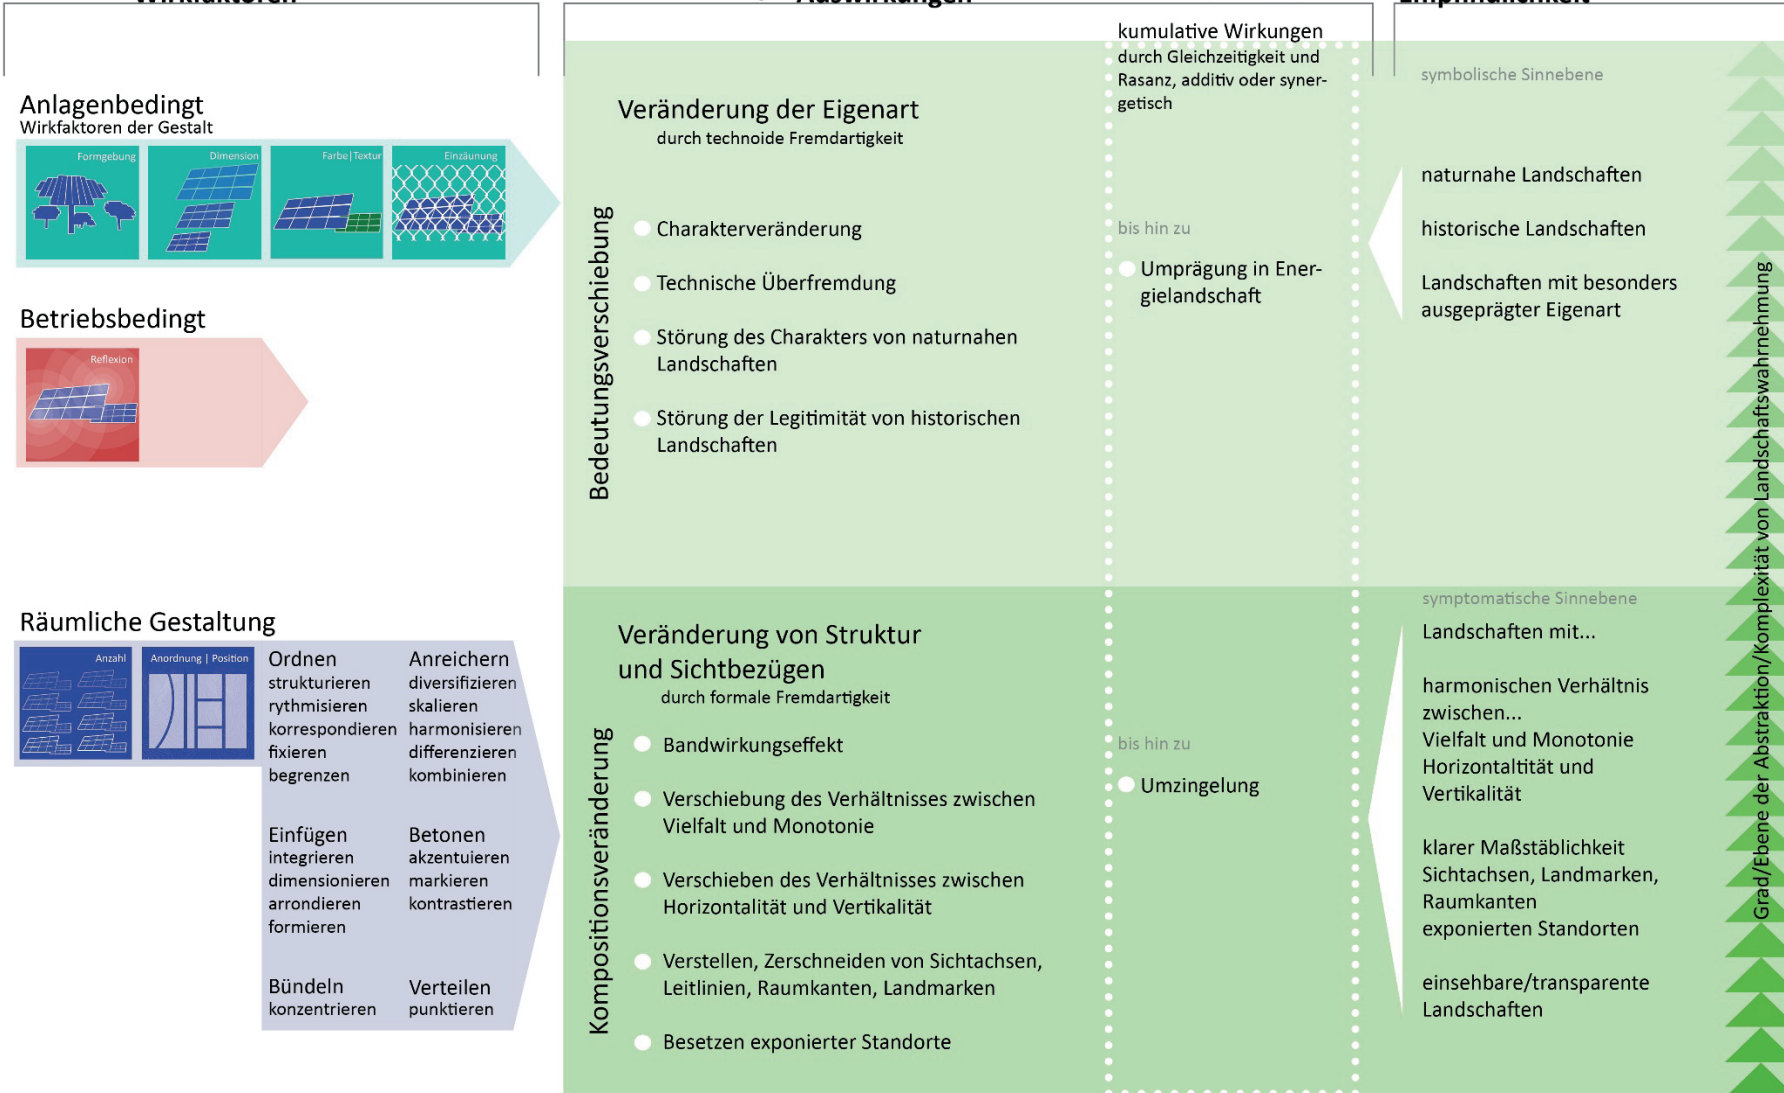 Wirkfaktoren
Auswirkungen
Empfindlichkeit
Anlagenbedingt
Wirkfaktoren der Gestalt
Formgebung
Dimension
Farbe|Textur
Einzäunung
Betriebsbedingt
Reflexion
Räumliche Gestaltung
Anzahl
Anordnung | Position
Ordnen
strukturieren
rythmisieren
korrespondieren
fixieren
begrenzen
Anreichern
diversifizieren
skalieren
harmonisieren
differenzieren
kombinieren
Einfügen
integrieren
dimensionieren
arrondieren
formieren
Betonen
akzentuieren
markieren
kontrastieren
Bündeln
konzentrieren
Verteilen
punktieren
Bedeutungsverschiebung
Veränderung der Eigenart
durch technoide Fremdartigkeit
Charakterveränderung
Technische Überfremdung
Störung des Charakters von naturnahen
Landschaften
Störung der Legitimität von historischen
Landschaften
kumulative Wirkungen
durch Gleichzeitigkeit und
Rasanz, additiv oder syner-
getisch
bis hin zu
Umprägung in Ener-
gielandschaft
symbolische Sinnebene
naturnahe Landschaften
historische Landschaften
Landschaften mit besonders
ausgeprägter Eigenart
Kompositionsveränderung
Veränderung von Struktur
und Sichtbezügen
durch formale Fremdartigkeit
Bandwirkungseffekt
Verschiebung des Verhältnisses zwischen
Vielfalt und Monotonie
Verschieben des Verhältnisses zwischen
Horizontalität und Vertikalität
Verstellen, Zerschneiden von Sichtachsen,
Leitlinien, Raumkanten, Landmarken
Besetzen exponierter Standorte
bis hin zu
Umzingelung
symptomatische Sinnebene
Landschaften mit...
harmonischen Verhältnis
zwischen...
Vielfalt und Monotonie
Horizontaltität und
Vertikalität
klarer Maßstäblichkeit
Sichtachsen, Landmarken,
Raumkanten
exponierten Standorten
einsehbare/transparente
Landschaften
Grad/Ebene der Abstraktion/Komplexität von Landschaftswahrnehmung